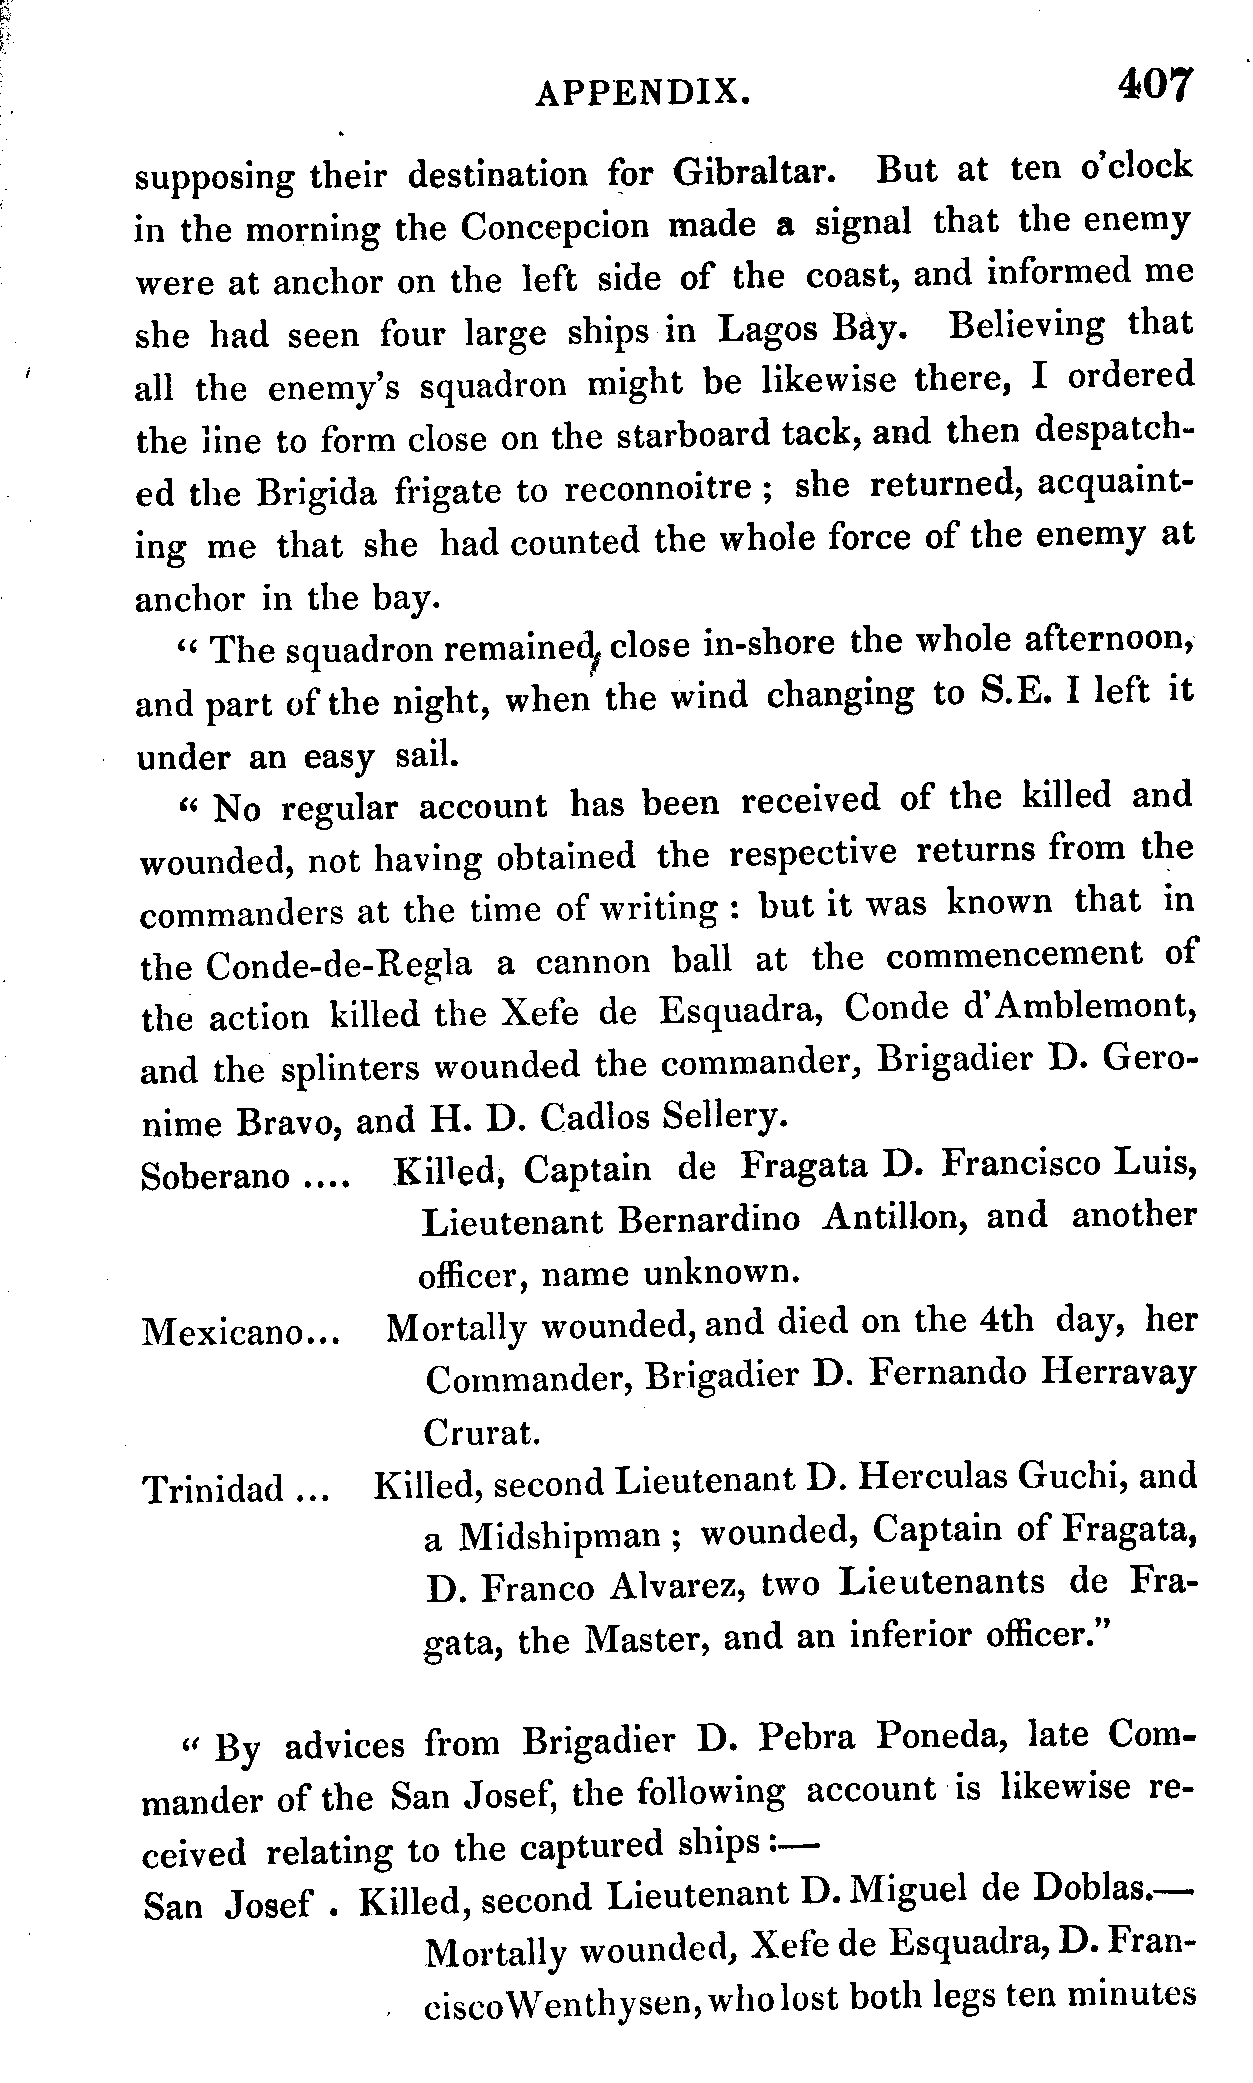 APPENDIX. 407
supposing their destination for Gibraltar. But at ten o'clock
in the morning the Concepcion made a signal that the enemy
were at anchor on the left side of the coast, and informed me
she had seen four large ships in Lagos Bay. Believing that
all the enemy's squadron might be likewise there, I ordered
the line to form close on the starboard tack, and then despatch-
ed the Brigida frigate to reconnoitre ; she returned, acquaint-
ing me that she had counted the whole force of the enemy at
anchor in the bay.
“ The squadron remained, close in-shore the whole afternoon,
and part of the night, when the wind changing to S.E. I left it
under an easy sail.
“ No regular account has been received of the killed and
wounded, not having obtained the respective returns from the
commanders at the time of writing : but it was known that in
the Conde-de-Regla a cannon ball at the commencement of
the action killed the Xefe de Esquadra, Conde d'Amblemont,
and the splinters wounded the commander, Brigadier D. Gero-
nime Bravo, and H. D. Cadlos Sellery.
Soberano .... Killed, Captain de Fragata D. Francisco Luis,
Lieutenant Bernardino Antillon, and another
officer, name unknown.
Mexicano... Mortally wounded, and died on the 4th day, her
Commander, Brigadier D. Fernando Herravay
Crurat.
Trinidad ... Killed, second Lieutenant D. Herculas Guchi, and
a Midshipman ; wounded, Captain of Fragata,
D. Franco Alvarez, two Lieutenants de Fra-
gata, the Master, and an inferior officer.”
“ By advices from Brigadier D. Pebra Poneda, late Com-
mander of the San Josef, the following account is likewise re-
ceived relating to the captured ships :—
San Josef . Killed, second Lieutenant D. Miguel de Doblas.—
Mortally wounded, Xefe de Esquadra, D. Fran-
cisco Wenthysen, who lost both legs ten minutes